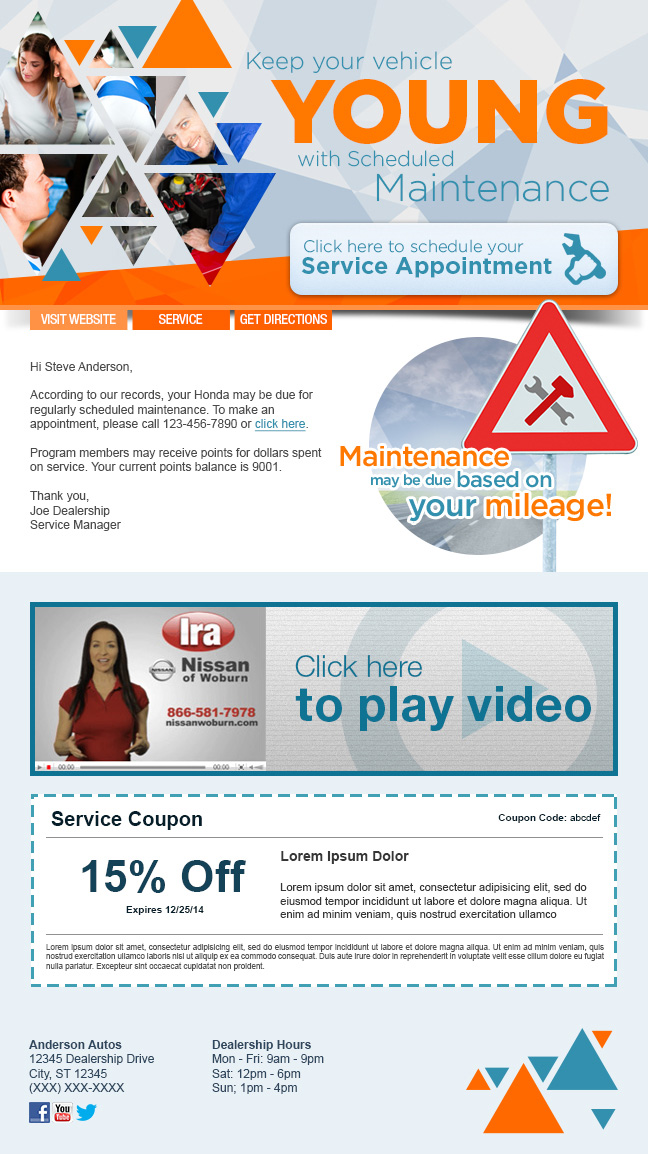 Keep your vehicle
YOUNG
with Scheduled
Maintenance
Click here to schedule your
Service Appointment
VISIT WEBSITE
SERVICE
GET DIRECTIONS
Hi Steve Anderson,
According to our records, your Honda may be due for
regularly scheduled maintenance. To make an
appointment, please call 123-456-7890 or click here.
Program members may receive points for dollars spent
on service. Your current points balance is 9001.
Thank you,
Joe Dealership
Service Manager
Maintenance
may be due based on
your mileage!
Ira
NISSAN
Nissan
of Woburn
866-581-7978
nissanwoburn.com
00:00
00:00
Click here
to play video
Service Coupon
Coupon Code: abcdef
15% Off
Expires 12/25/14
Lorem Ipsum Dolor
Lorem ipsum dolor sit amet, consectetur adipisicing elit, sed do
eiusmod tempor incididunt ut labore et dolore magna aliqua. Ut
enim ad minim veniam, quis nostrud exercitation ullamco
Lorem ipsum dolor sit amet, consectetur adipisicing elit, sed do eiusmod tempor incididunt ut labore et dolore magna aliqua. Ut enim ad minim veniam, quis
nostrud exercitation ullamco laboris nisi ut aliquip ex ea commodo consequat. Duis aute irure dolor in reprehenderit in voluptate velit esse cillum dolore eu fugiat
nulla pariatur. Excepteur sint occaecat cupidatat non proident.
Anderson Autos
12345 Dealership Drive
City, ST 12345
(XXX) XXX-XXXX
Dealership Hours
Mon - Fri: 9am - 9pm
Sat: 12pm - 6pm
Sun; 1pm - 4pm
f
You
Tube